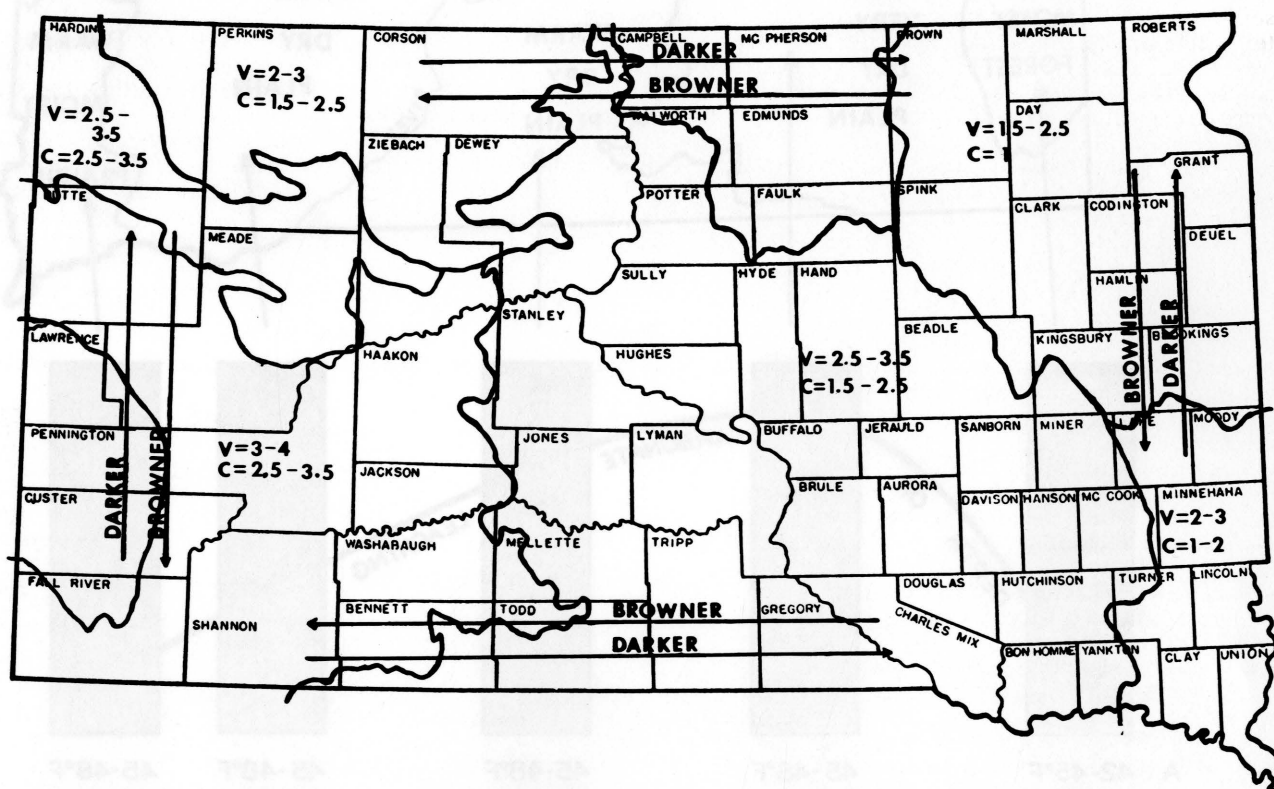 HARDING
PERKINS
CORSON
CAMPBELL
MC PHERSON
BROWN
MARSHALL
ROBERTS
DARKER
BROWNER
V=2-3
C=1.5-2.5
V=2.5-
3.5
C=2.5-3.5
WALWORTH
EDMUNDS
DAY
V=1.5-2.5
C=1
ZIEBACH
DEWEY
GRANT
BUTTE
POTTER
FAULK
SPINK
CLARK
CODINGTON
MEADE
DEUEL
SULLY
HYDE
HAND
HAMLIN
STANLEY
LAWRENCE
HAAKON
HUGHES
BEADLE
KINGSBURY
BROOKINGS
BROWNER
DARKER
V=2.5-3.5
C=1.5-2.5
PENNINGTON
V=3-4
C=2.5-3.5
JONES
LYMAN
BUFFALO
JERAULD
SANBORN
MINER
LAKE
MOODY
JACKSON
DARKER
BROWNER
CUSTER
BRULE
AURORA
DAVISON
HANSON
MC COOK
MINNEHAHA
V=2-3
C=1-2
WASHABAUGH
MELLETTE
TRIPP
FALL RIVER
DOUGLAS
HUTCHINSON
TURNER
LINCOLN
SHANNON
BENNETT
TODD
BROWNER
GREGORY
CHARLES MIX
DARKER
BON HOMME
YANKTON
CLAY
UNION